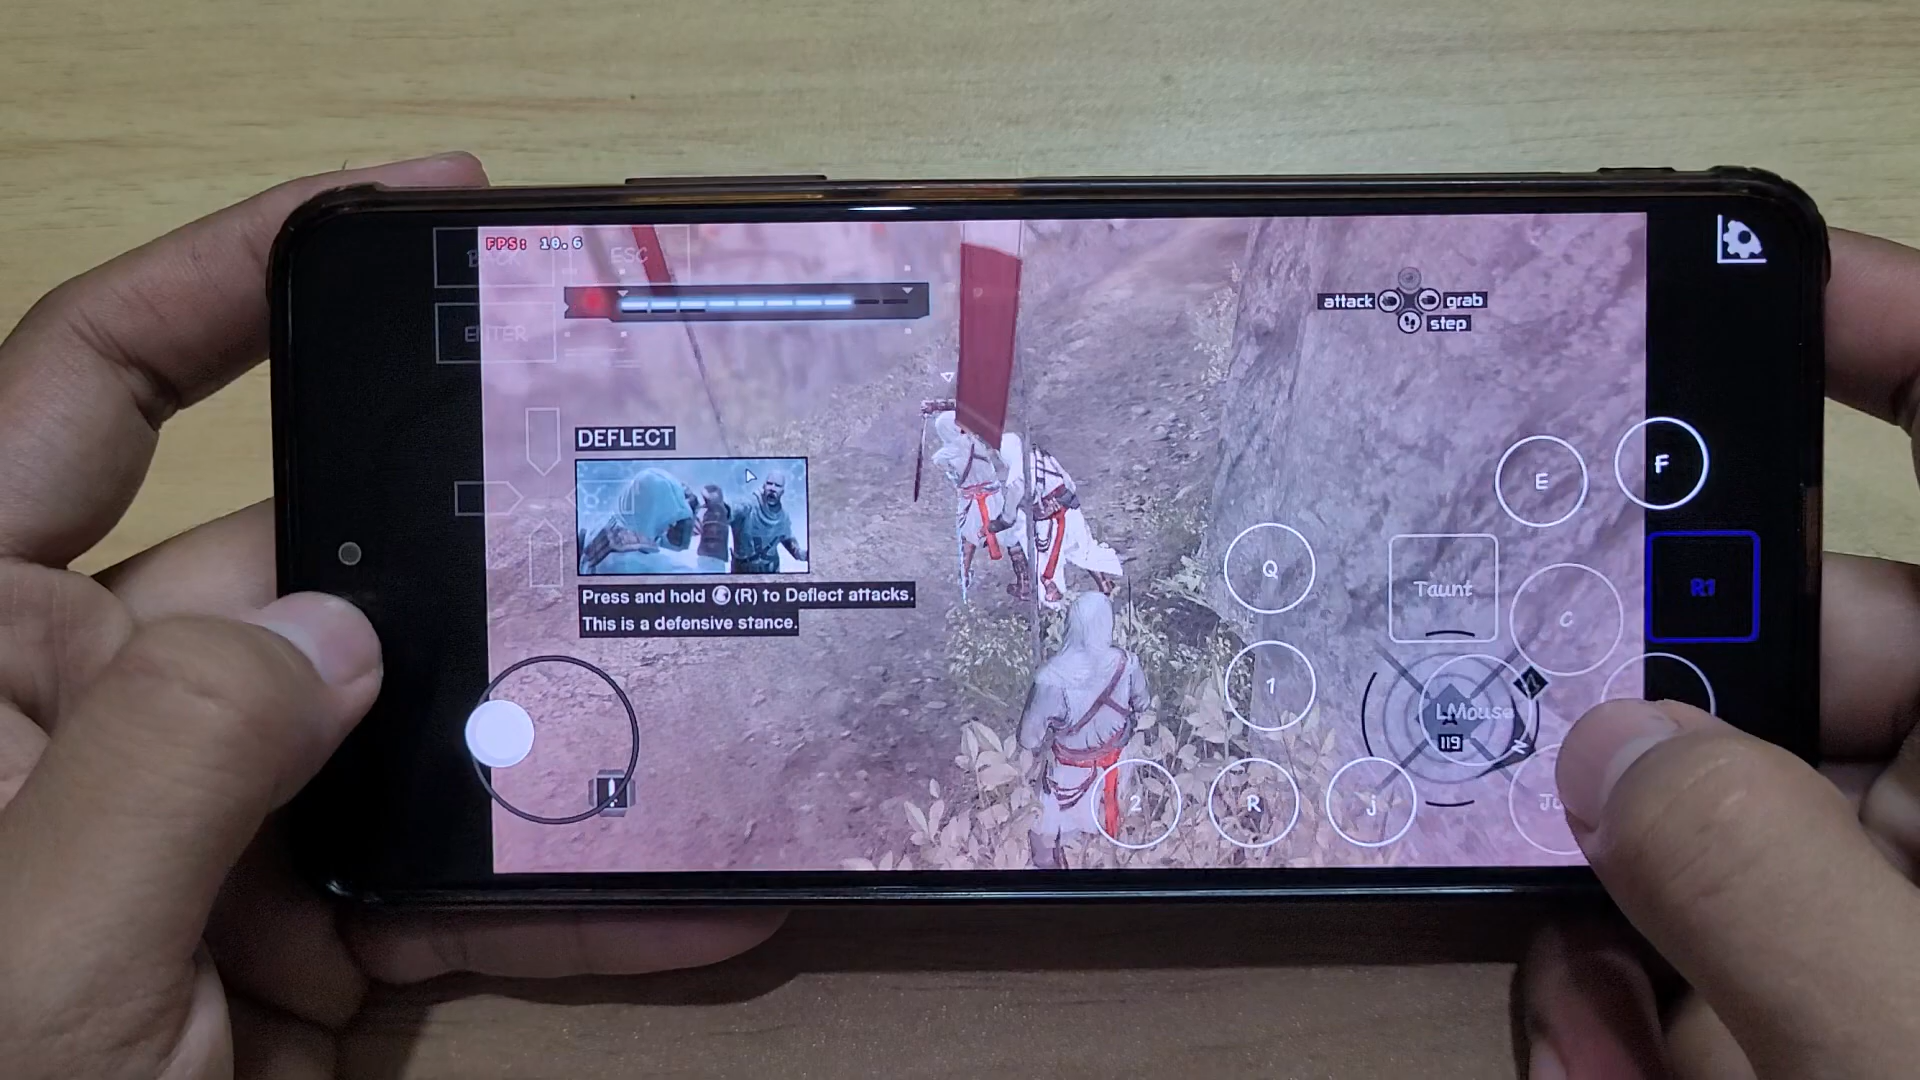 FPS: 10.6
BACK
ESC
ENTER
attack
grab
step
DEFLECT
Press and hold (R) to Deflect attacks.
This is a defensive stance.
E
F
Q
Taunt
C
R1
1
LMouse
119
N
2
R
j